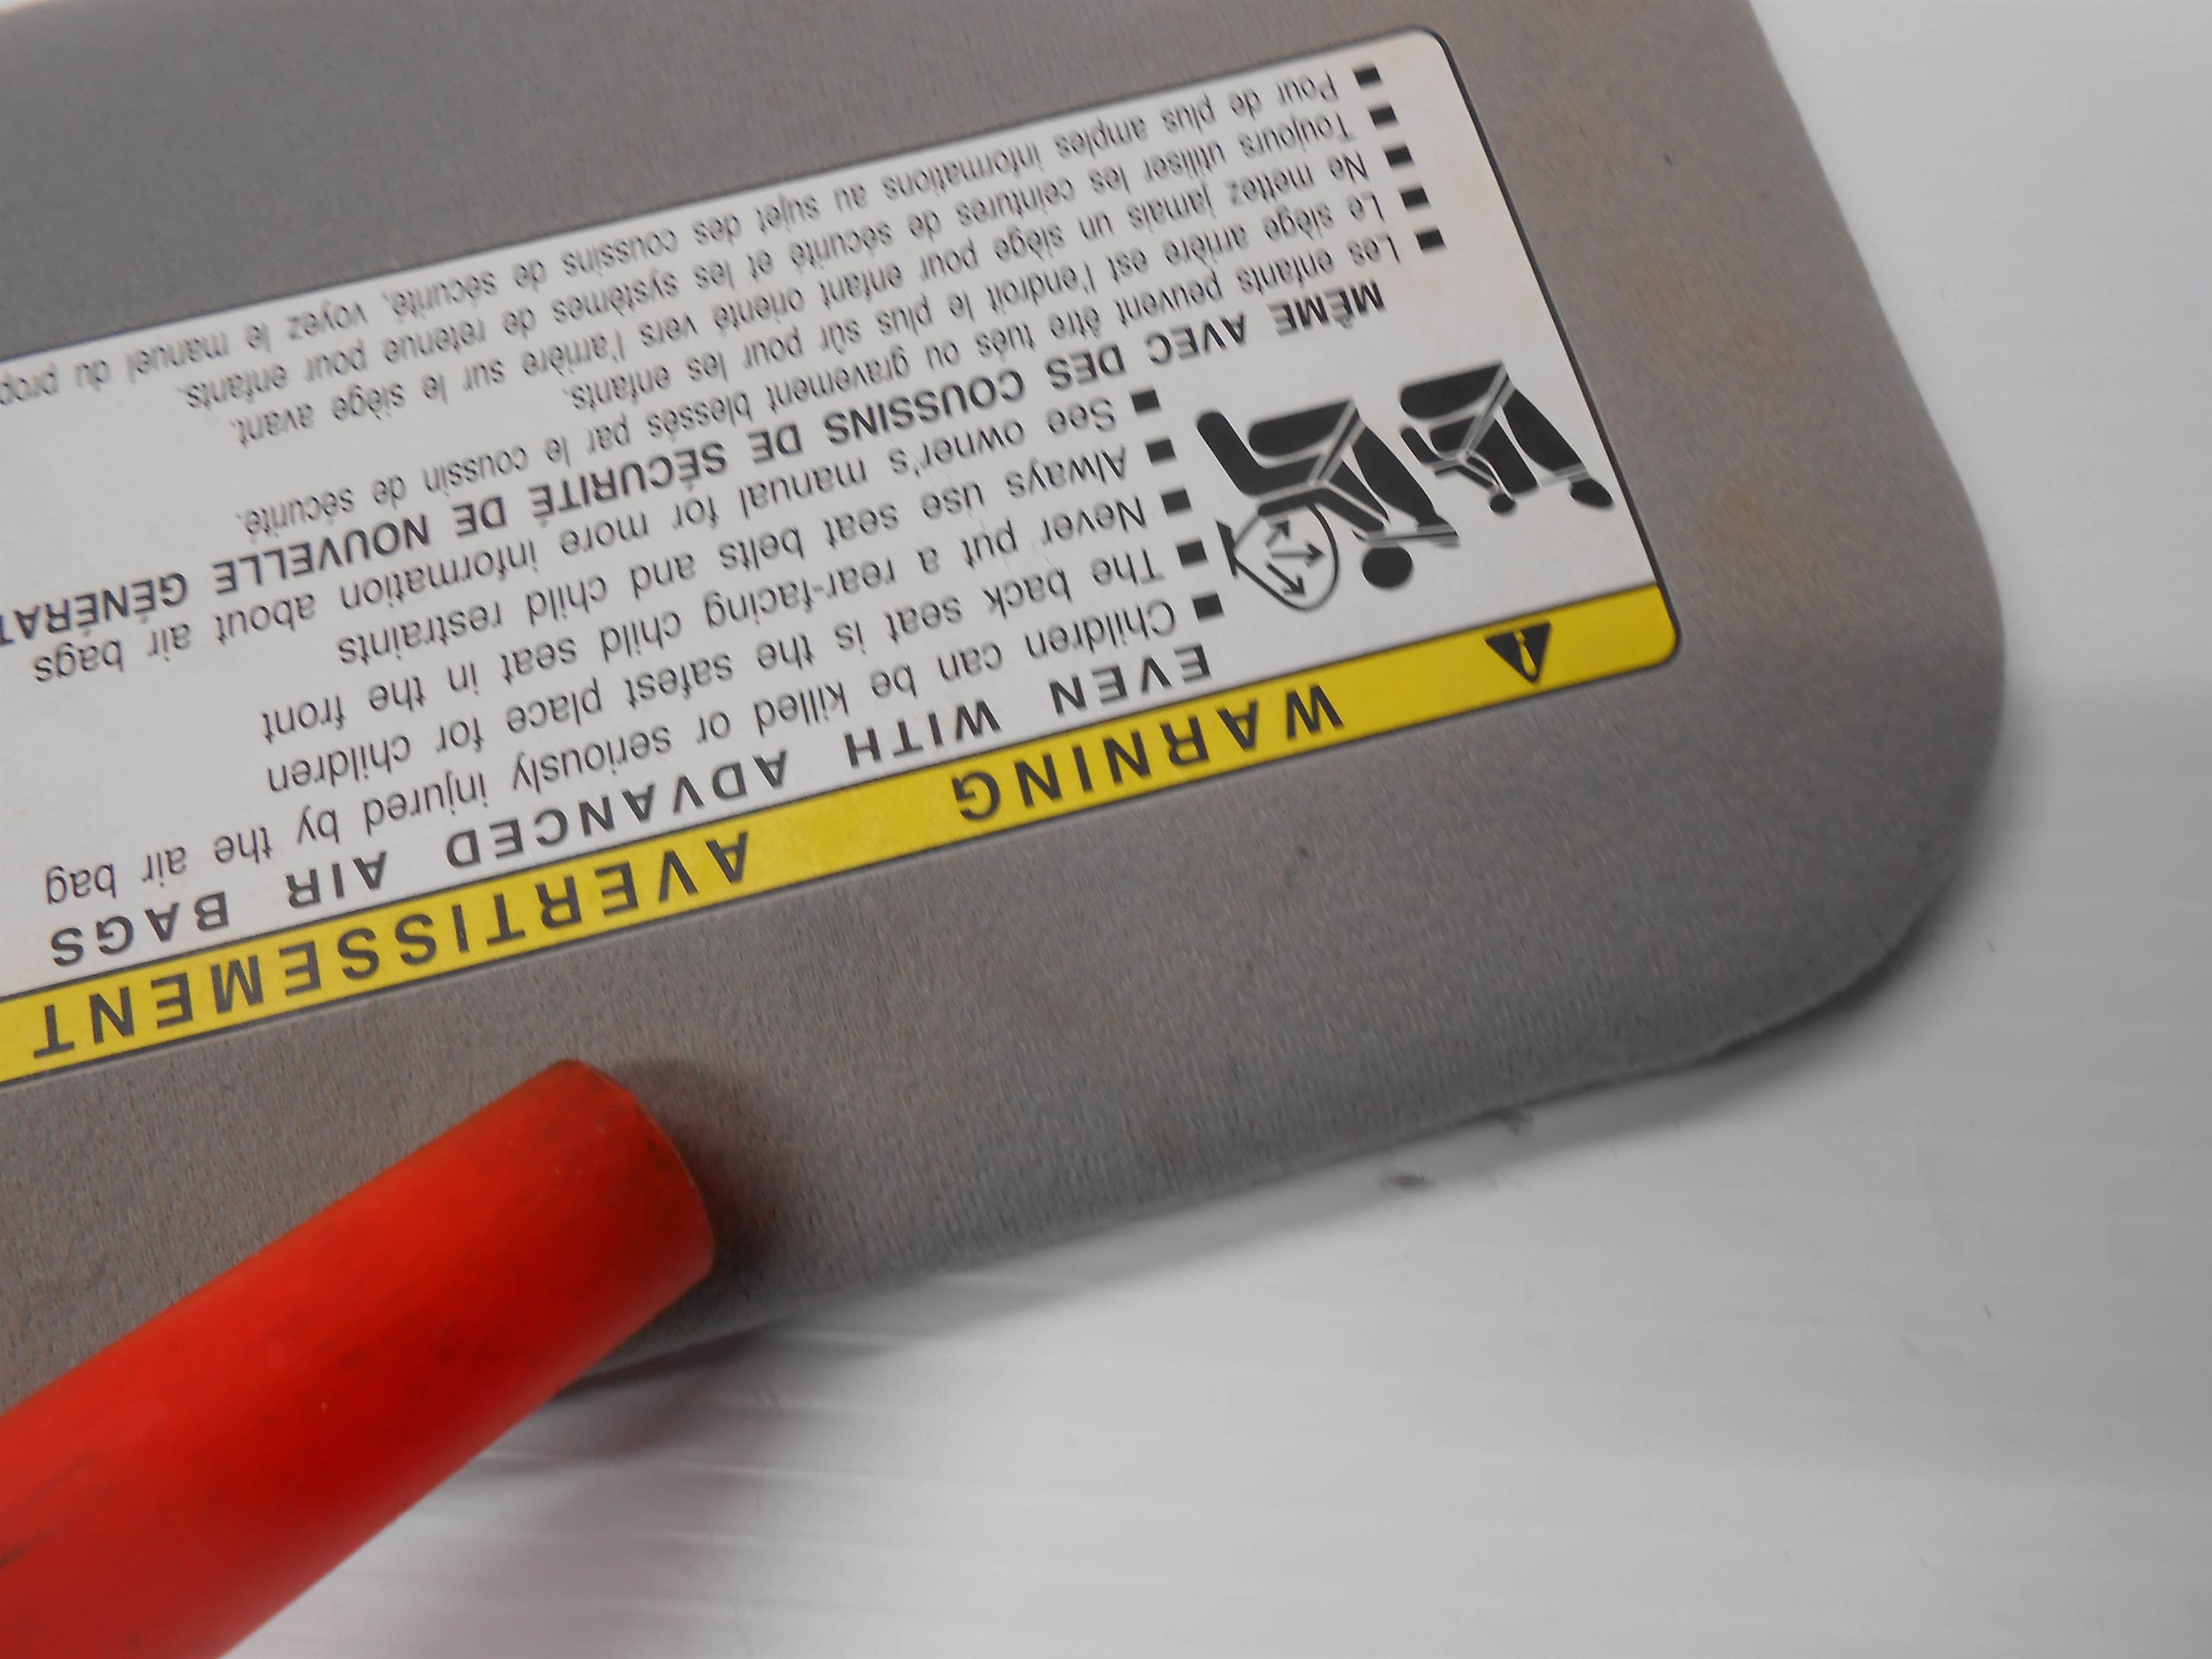 WARNING AVERTISSEMENT
EVEN WITH ADVANCED AIR BAGS
Children can be killed or seriously injured by the air bag
The back seat is the safest place for children
Never put a rear-facing child seat in the front
Always use seat belts and child restraints
See owner's manual for more information about air bags
MÊME AVEC DES COUSSINS DE SÉCURITÉ DE NOUVELLE GÉNÉRAT
Les enfants peuvent être tués ou gravement blessés par le coussin de sécurité.
Le siège arrière est l'endroit le plus sûr pour les enfants.
Ne mettez jamais un siège pour enfant orienté vers l'arrière sur le siège avant.
Toujours utiliser les ceintures de sécurité et les systèmes de retenue pour enfants.
Pour de plus amples informations au sujet des coussins de sécurité, voyez le manuel du prop